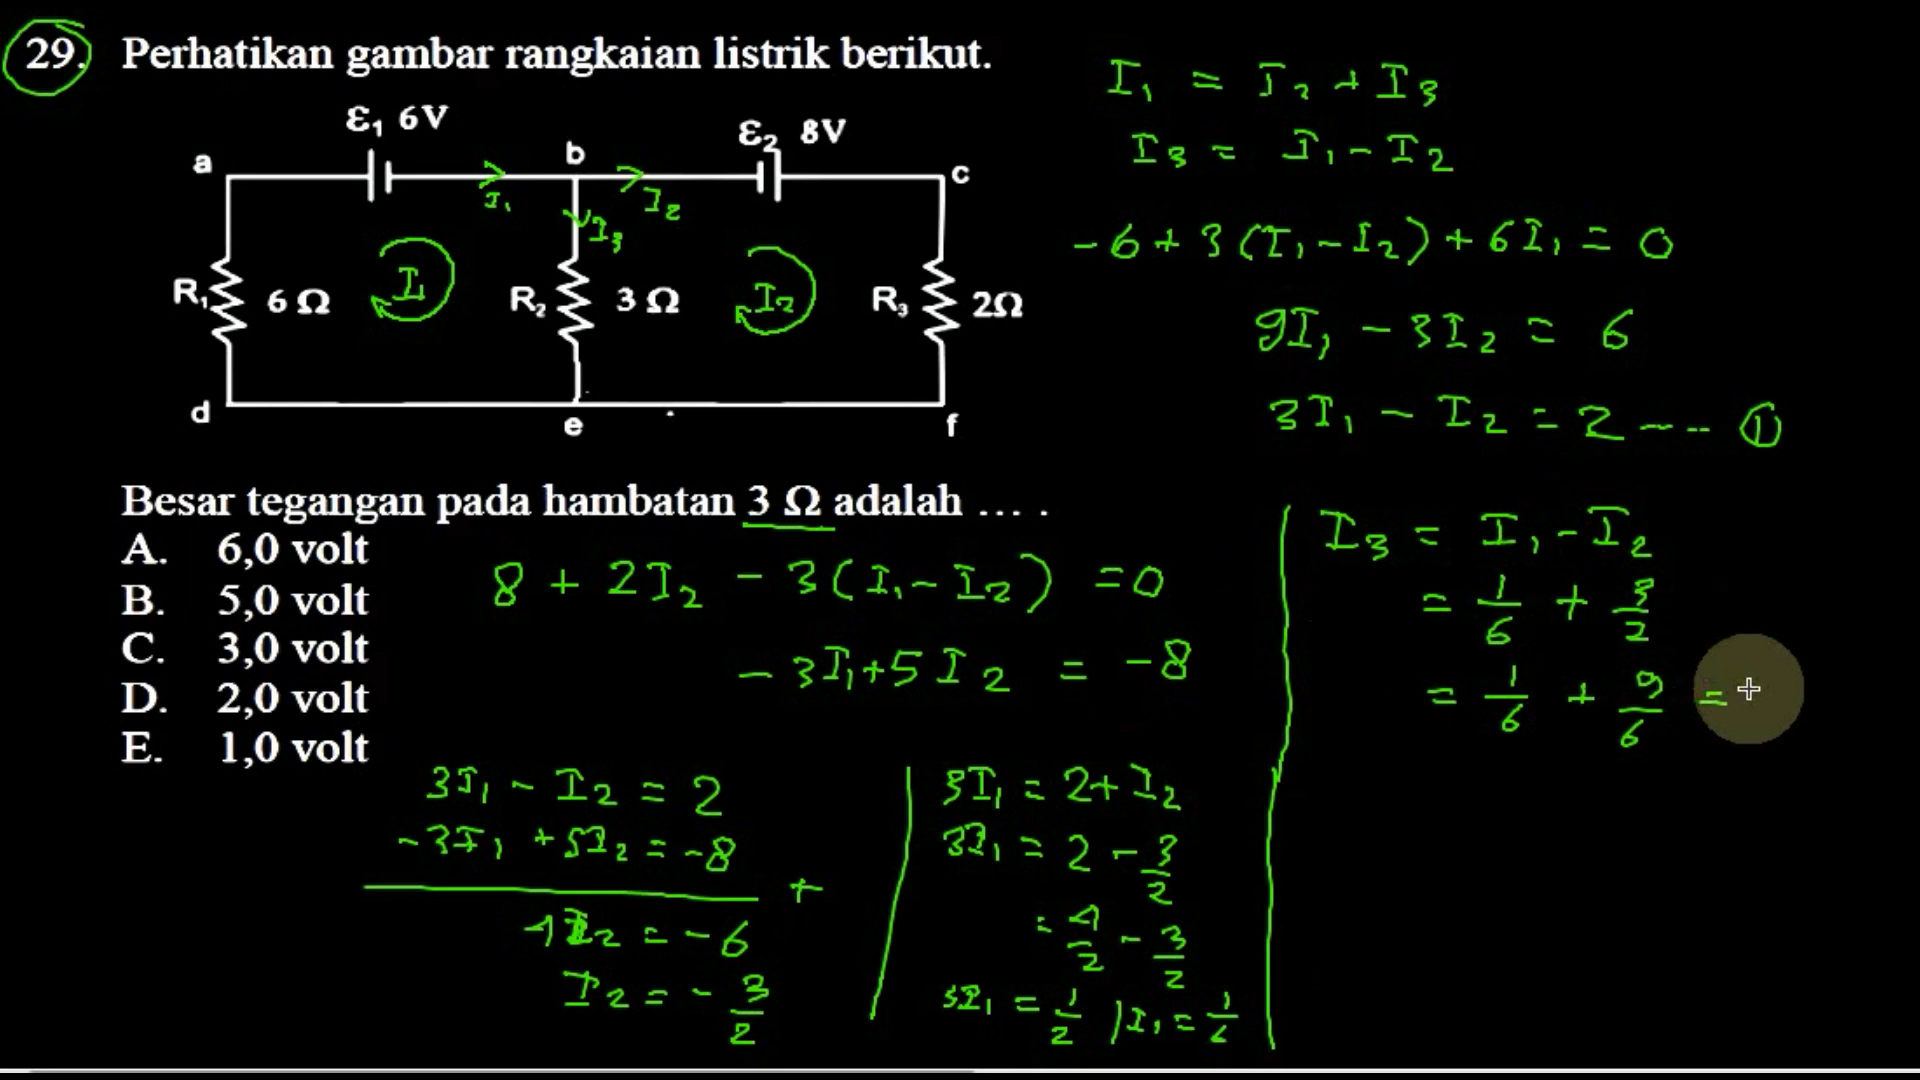 29. Perhatikan gambar rangkaian listrik berikut.
ε₁ 6V
ε₂ 8V
a
b
c
I₁
I₂
I₃
R₁ 6 Ω
I₁
R₂ 3 Ω
I₂
R₃ 2Ω
d
e
f
I₁ = I₂ + I₃
I₃ = I₁ - I₂
-6 + 3 (I₁ - I₂) + 6I₁ = 0
9I₁ - 3I₂ = 6
3I₁ - I₂ = 2 ---- ①
Besar tegangan pada hambatan 3 Ω adalah ... .
A. 6,0 volt
B. 5,0 volt
C. 3,0 volt
D. 2,0 volt
E. 1,0 volt
8 + 2I₂ - 3(I₁ - I₂) = 0
- 3I₁ + 5I₂ = -8
3I₁ - I₂ = 2
-3I₁ + 5I₂ = -8
+
4I₂ = -6
I₂ = - 3/2
3I₁ = 2 + I₂
3I₁ = 2 - 3/2
= 4/2 - 3/2
3I₁ = 1/2 / I₁ = 1/6
I₃ = I₁ - I₂
= 1/6 + 3/2
= 1/6 + 9/6 =